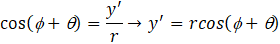 cos(ϕ + θ) = y′/r → y′ = rcos(ϕ + θ)